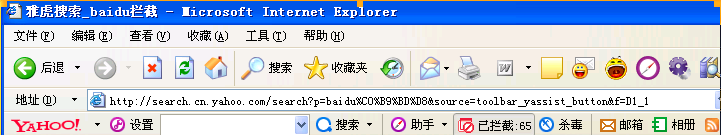 雅虎搜索_baidu拦截 - Microsoft Internet Explorer
文件(F) 编辑(E) 查看(V) 收藏(A) 工具(T) 帮助(H)
后退 搜索 收藏夹 W
地址(D) http://search.cn.yahoo.com/search?p=baidu%C0%B9%BD%D8&source=toolbar_yassist_button&f=D1_1
YAHOO! 设置 搜索 助手 已拦截:65 杀毒 邮箱 相册